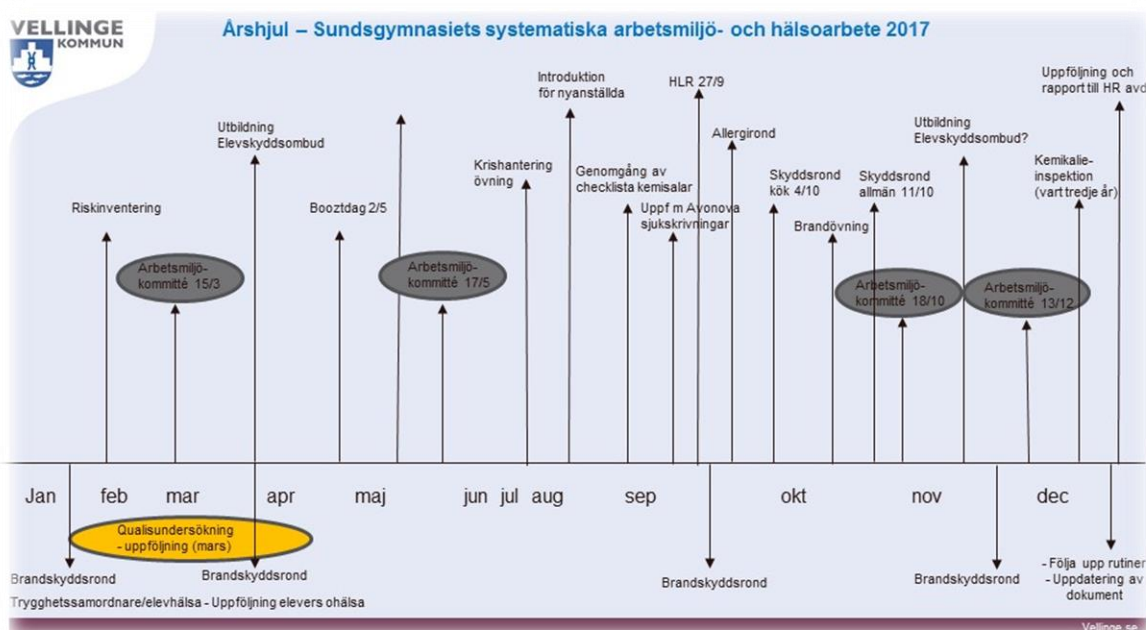 VELLINGE
KOMMUN
Årshjul – Sundsgymnasiets systematiska arbetsmiljö- och hälsoarbete 2017
Riskinventering
Arbetsmiljö-
kommitté 15/3
Utbildning
Elevskyddsombud
Booztdag 2/5
Arbetsmiljö-
kommitté 17/5
Krishantering
övning
Introduktion
för nyanställda
Genomgång av
checklista kemisalar
Uppf m Avonova
sjukskrivningar
HLR 27/9
Allergirond
Skyddsrond
kök 4/10
Brandövning
Skyddsrond
allmän 11/10
Arbetsmiljö-
kommitté 18/10
Utbildning
Elevskyddsombud?
Arbetsmiljö-
kommitté 13/12
Kemikalie-
inspektion
(vart tredje år)
Uppföljning och
rapport till HR avd
Jan feb mar apr maj jun jul aug sep okt nov dec
Qualisundersökning
- uppföljning (mars)
Brandskyddsrond
Brandskyddsrond
Brandskyddsrond
Brandskyddsrond
- Följa upp rutiner
- Uppdatering av
dokument
Trygghetssamordnare/elevhälsa - Uppföljning elevers ohälsa
Vellinge.se